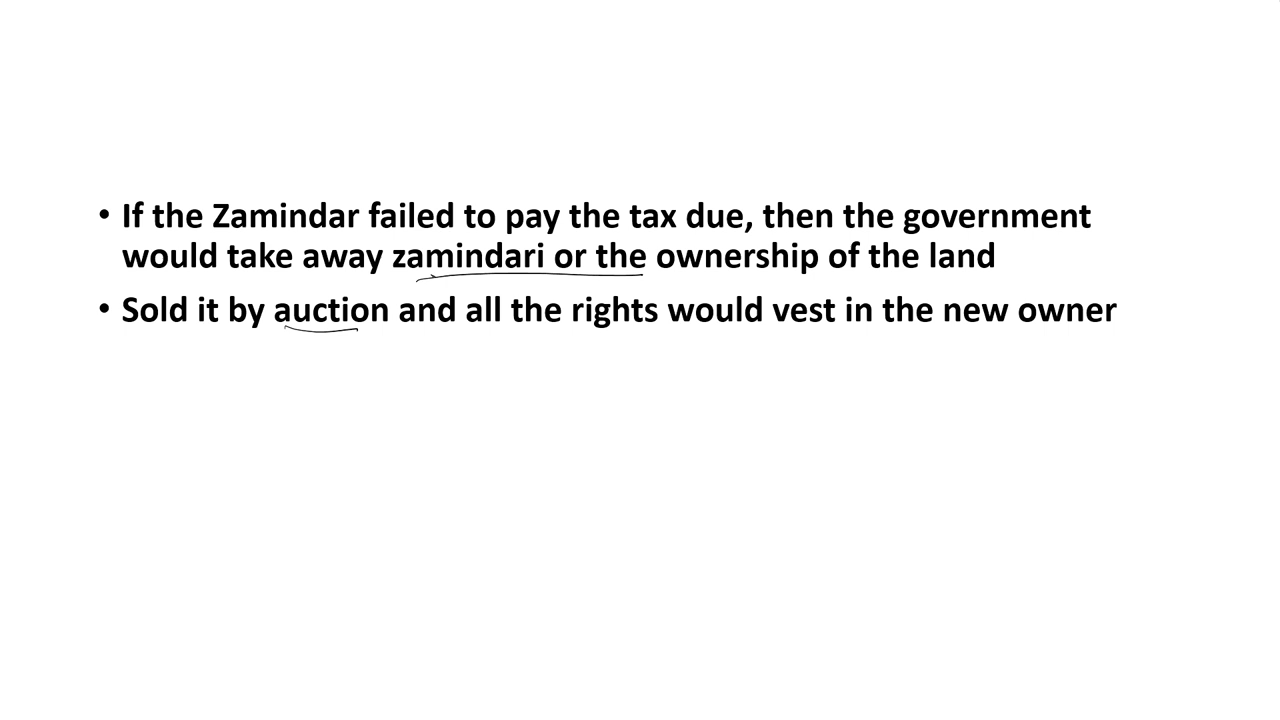 • If the Zamindar failed to pay the tax due, then the government
would take away zamindari or the ownership of the land
• Sold it by auction and all the rights would vest in the new owner